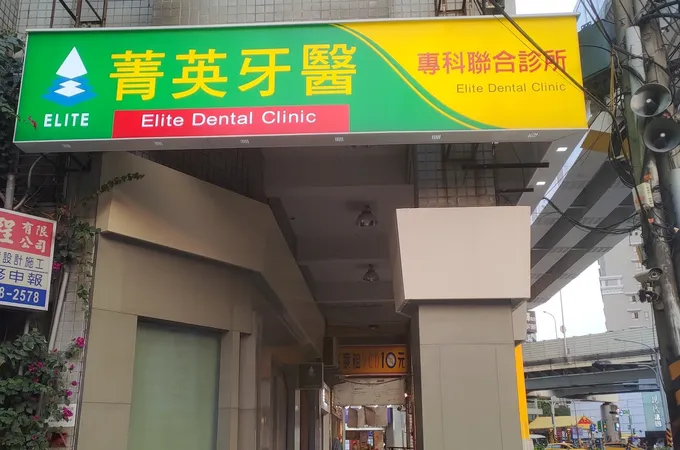 菁英牙醫
專科聯合診所
Elite Dental Clinic
ELITE
Elite Dental Clinic
有限
公司
設計施工
申報
8-2578
10元